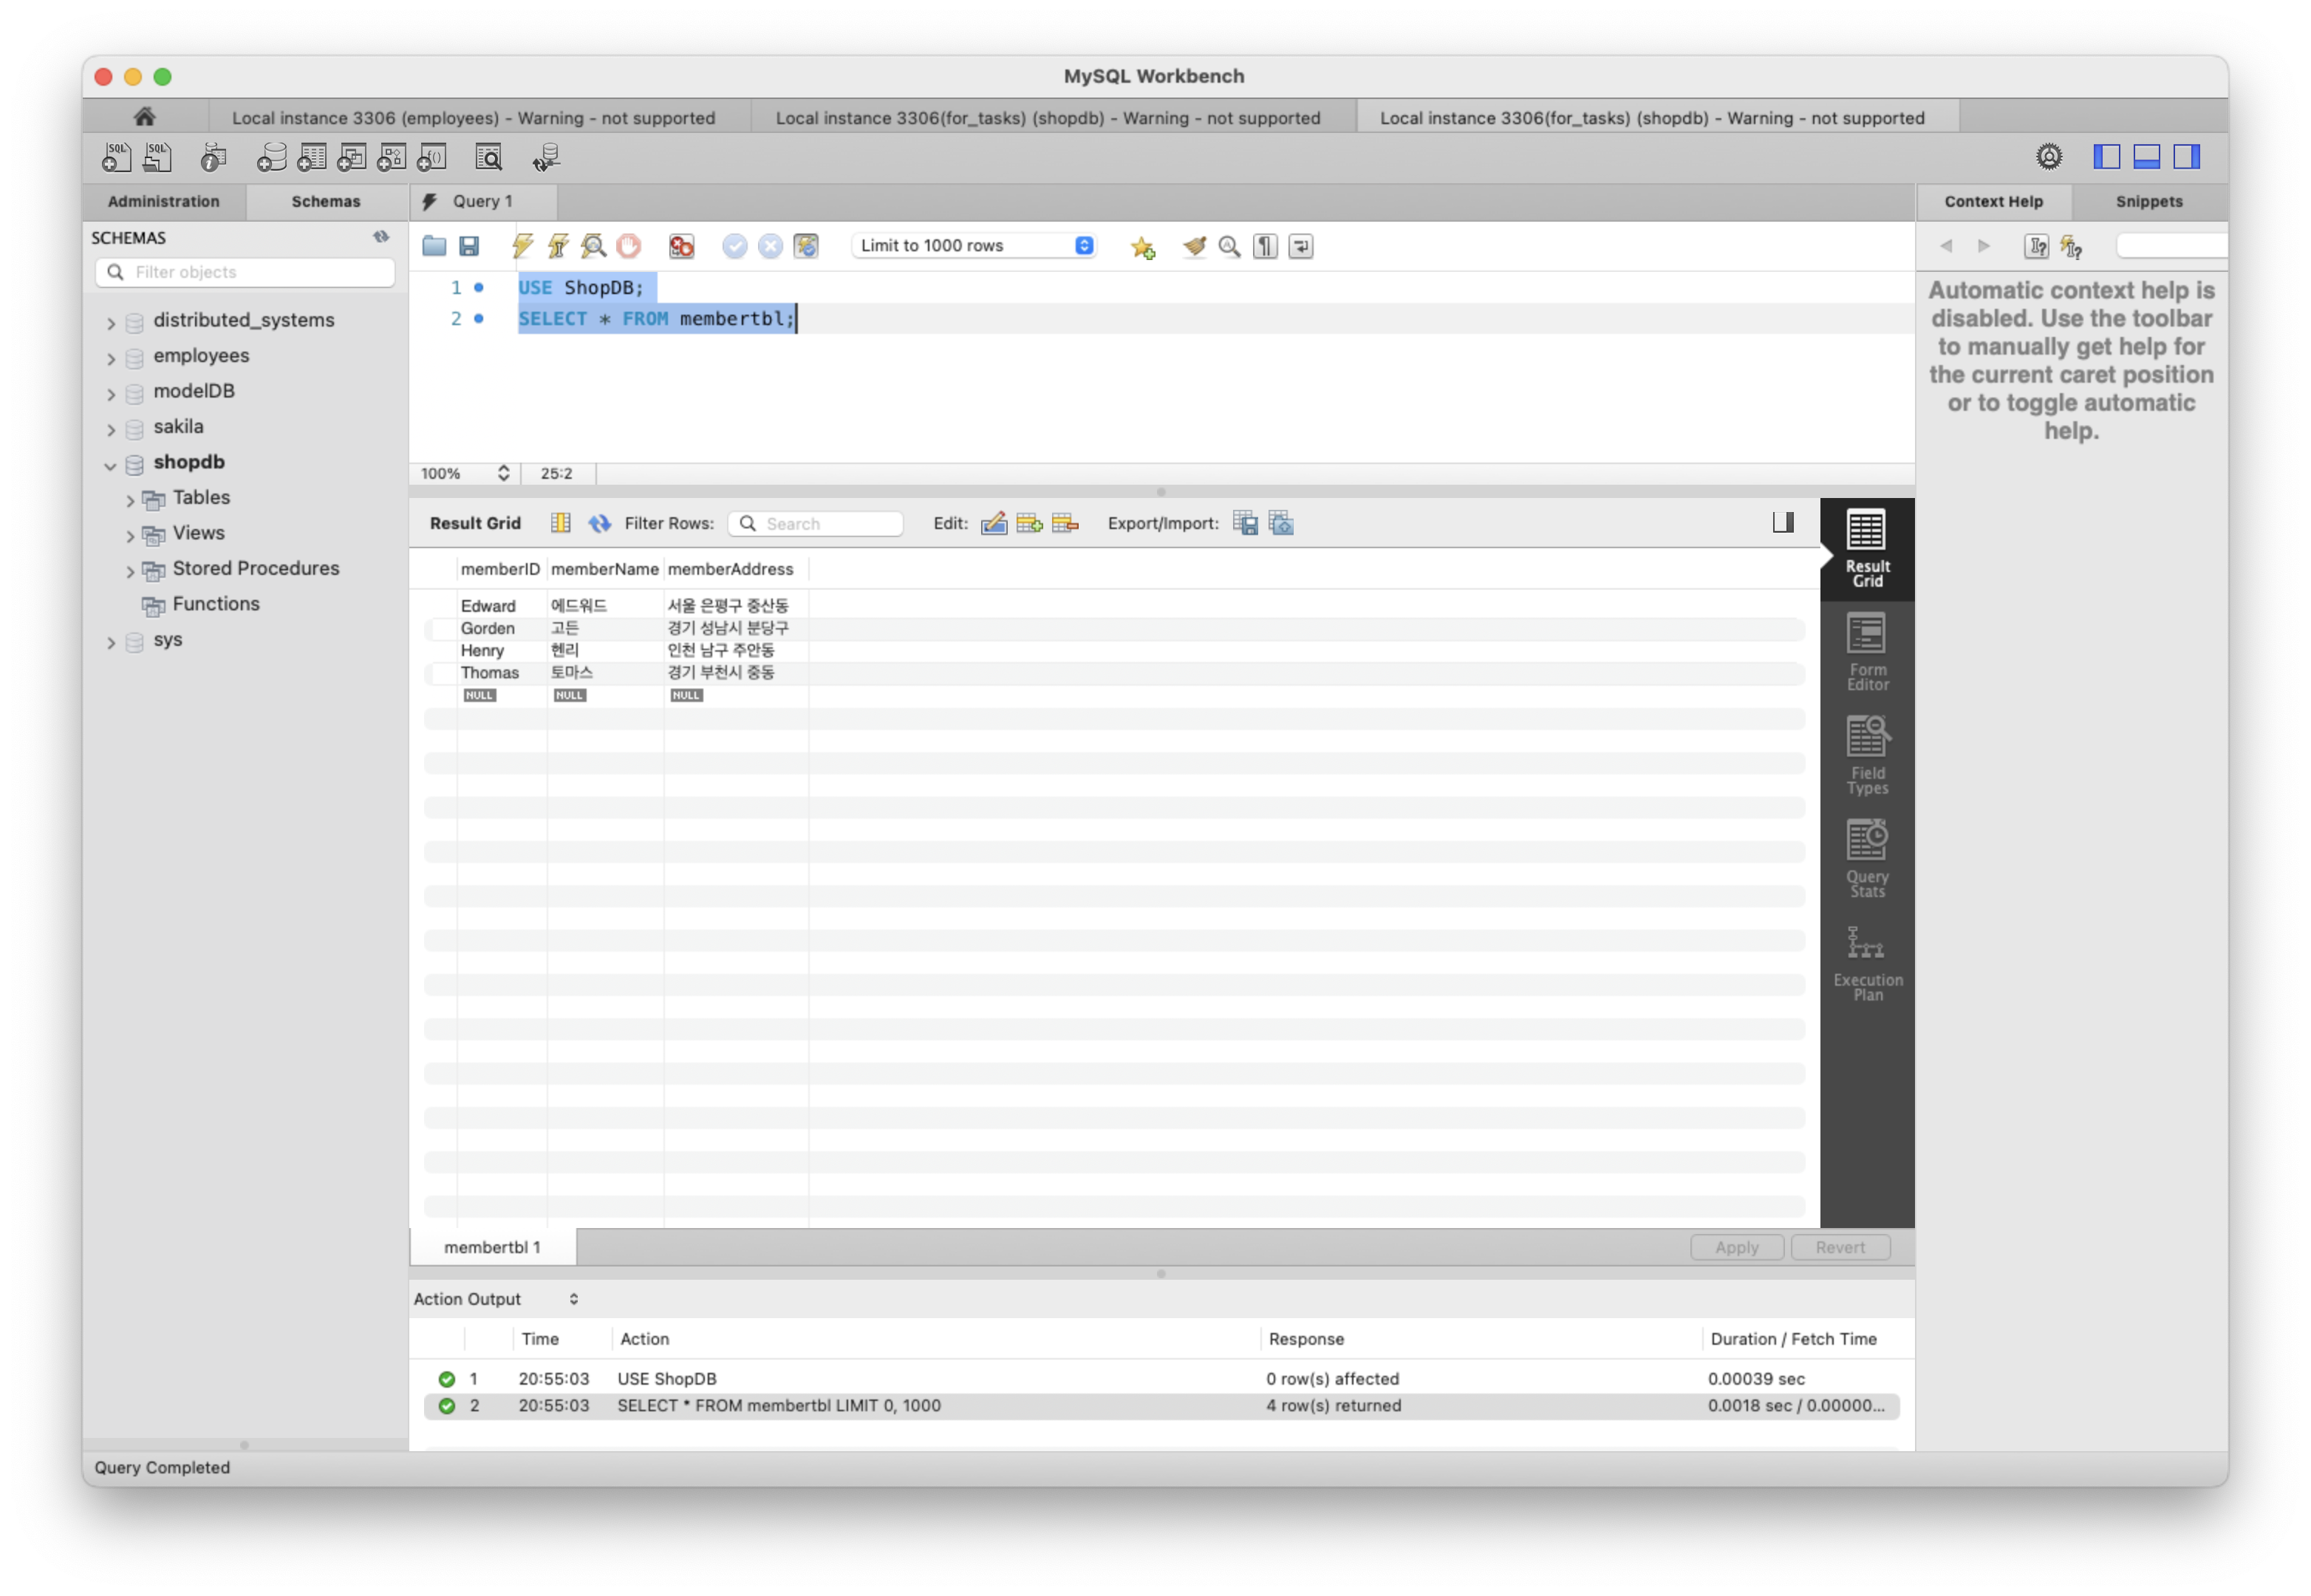 MySQL Workbench
Local instance 3306 (employees) - Warning - not supported
Local instance 3306(for_tasks) (shopdb) - Warning - not supported
Local instance 3306(for_tasks) (shopdb) - Warning - not supported
SQL SQL
Administration Schemas
Query 1
Context Help Snippets
SCHEMAS
Filter objects
distributed_systems
employees
modelDB
sakila
shopdb
Tables
Views
Stored Procedures
Functions
sys
Limit to 1000 rows
1 USE ShopDB;
2 SELECT * FROM membertbl;
100% 25:2
Automatic context help is
disabled. Use the toolbar
to manually get help for
the current caret position
or to toggle automatic
help.
Result Grid Filter Rows: Search Edit: Export/Import:
memberID memberName memberAddress
Edward 에드워드 서울 은평구 중산동
Gorden 고든 경기 성남시 분당구
Henry 헨리 인천 남구 주안동
Thomas 토마스 경기 부천시 중동
NULL NULL NULL
Result
Grid
Form
Editor
Field
Types
Query
Stats
Execution
Plan
membertbl 1 Apply Revert
Action Output
Time Action Response Duration / Fetch Time
1 20:55:03 USE ShopDB 0 row(s) affected 0.00039 sec
2 20:55:03 SELECT * FROM membertbl LIMIT 0, 1000 4 row(s) returned 0.0018 sec / 0.00000...
Query Completed